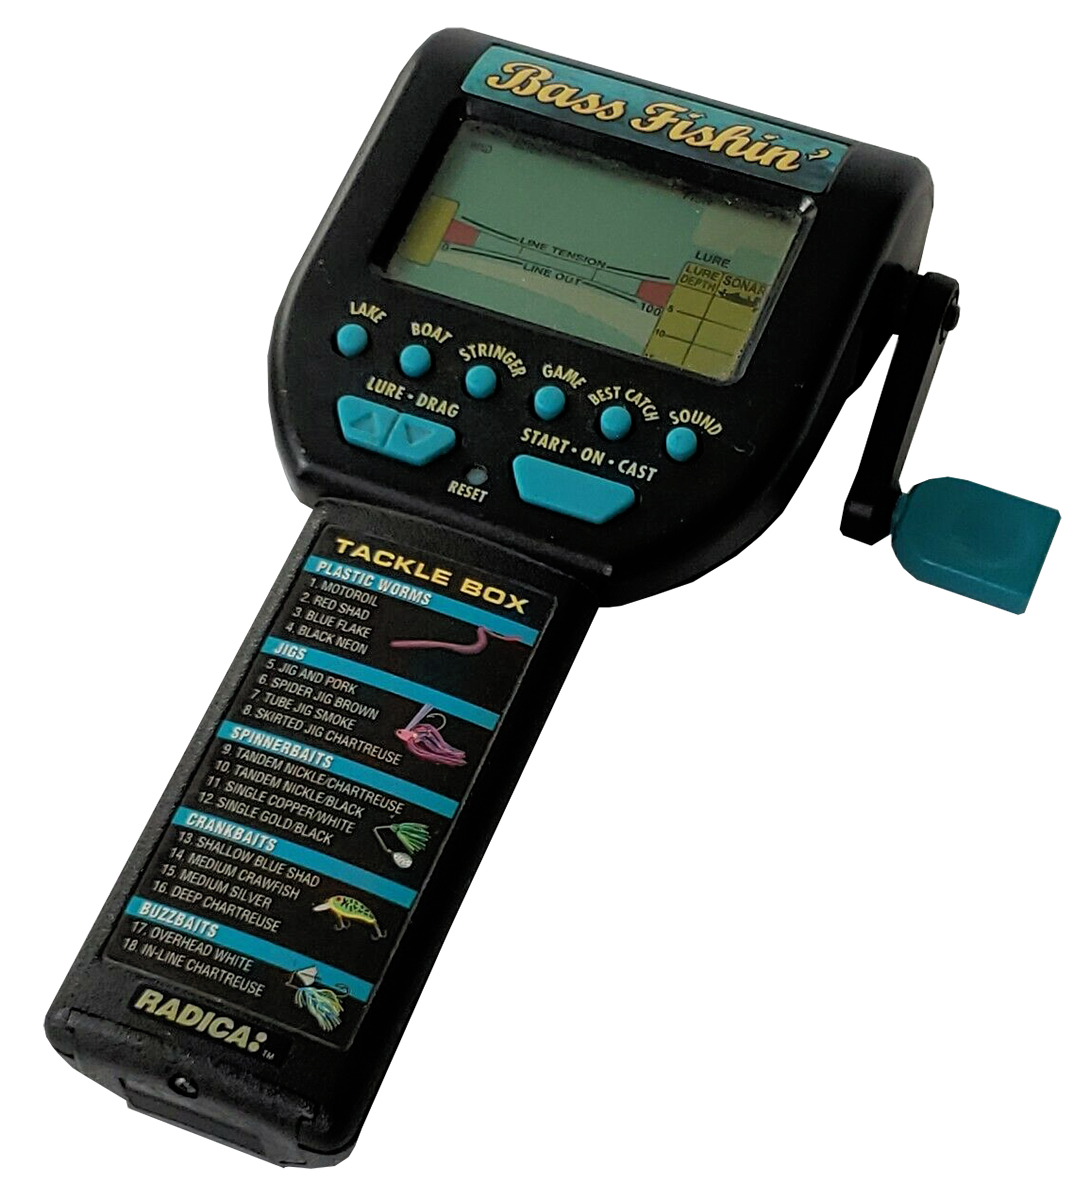 Bass Fishin'
LINE TENSION
0
LINE OUT
100
LURE
LURE DEPTH
SONAR
5
10
LAKE
BOAT
STRINGER
GAME
BEST CATCH
SOUND
LURE • DRAG
START • ON • CAST
RESET
TACKLE BOX
PLASTIC WORMS
1. MOTOROIL
2. RED SHAD
3. BLUE FLAKE
4. BLACK NEON
JIGS
5. JIG AND PORK
6. SPIDER JIG BROWN
7. TUBE JIG SMOKE
8. SKIRTED JIG CHARTREUSE
SPINNERBAITS
9. TANDEM NICKLE/CHARTREUSE
10. TANDEM NICKLE/BLACK
11. SINGLE COPPER/WHITE
12. SINGLE GOLD/BLACK
CRANKBAITS
13. SHALLOW BLUE SHAD
14. MEDIUM CRAWFISH
15. MEDIUM SILVER
16. DEEP CHARTREUSE
BUZZBAITS
17. OVERHEAD WHITE
18. IN-LINE CHARTREUSE
RADICA: ™